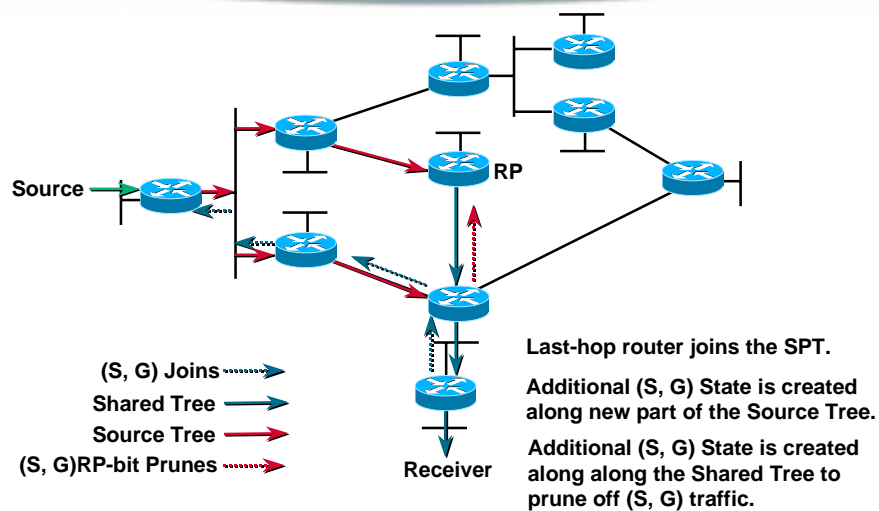 RP
Source
Last-hop router joins the SPT.
(S, G) Joins
Additional (S, G) State is created
along new part of the Source Tree.
Shared Tree
Source Tree
Additional (S, G) State is created
along along the Shared Tree to
prune off (S, G) traffic.
(S, G)RP-bit Prunes
Receiver